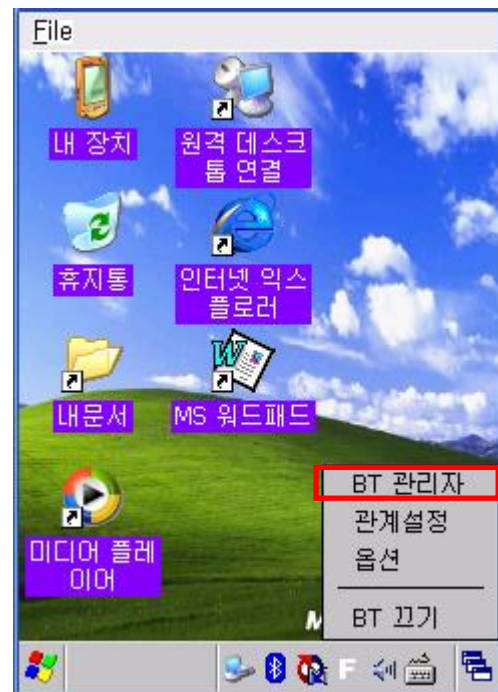 File
내 장치
원격 데스크
톱 연결
휴지통
인터넷 익스
플로러
내문서
MS 워드패드
미디어 플레
이어
BT 관리자
관계설정
옵션
BT 끄기
M
F